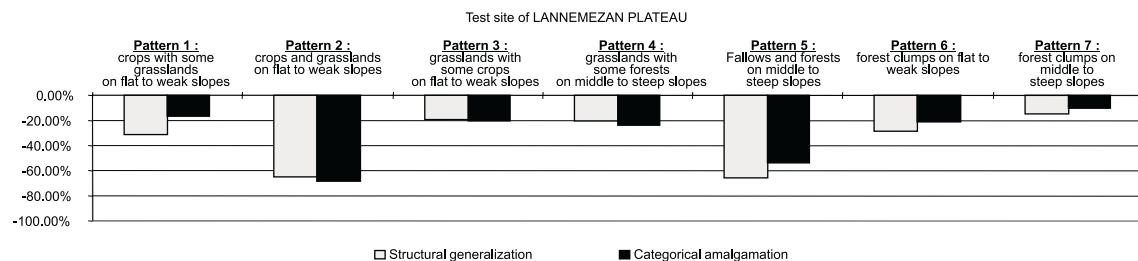 Test site of LANNEMEZAN PLATEAU
Pattern 1 :
crops with some
grasslands
on flat to weak slopes
Pattern 2 :
crops and grasslands
on flat to weak slopes
Pattern 3 :
grasslands with
some crops
on flat to weak slopes
Pattern 4 :
grasslands with
some forests
on middle to steep slopes
Pattern 5 :
Fallows and forests
on middle to
steep slopes
Pattern 6 :
forest clumps on flat to
weak slopes
Pattern 7 :
forest clumps on
middle to
steep slopes
0.00%
-20.00%
-40.00%
-60.00%
-80.00%
-100.00%
Structural generalization
Categorical amalgamation